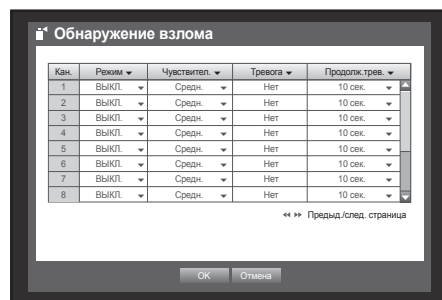 Обнаружение взлома
Кан. Режим Чувствител. Тревога Продолж.трев.
1 ВЫКЛ. Средн. Нет 10 сек.
2 ВЫКЛ. Средн. Нет 10 сек.
3 ВЫКЛ. Средн. Нет 10 сек.
4 ВЫКЛ. Средн. Нет 10 сек.
5 ВЫКЛ. Средн. Нет 10 сек.
6 ВЫКЛ. Средн. Нет 10 сек.
7 ВЫКЛ. Средн. Нет 10 сек.
8 ВЫКЛ. Средн. Нет 10 сек.
Предыд./след. страница
OK Отмена